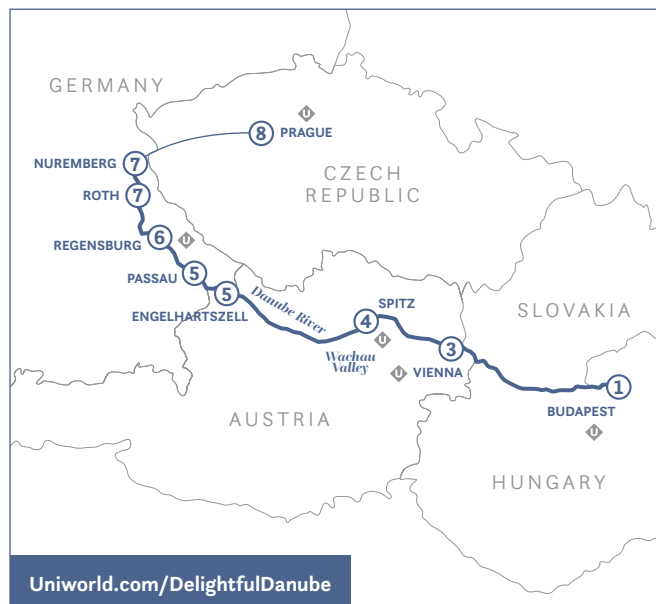 GERMANY
U
8
PRAGUE
NUREMBERG
7
CZECH
REPUBLIC
ROTH
7
REGENSBURG
6
U
PASSAU
5
ENGELHARTSZELL
5
Danube River
SPITZ
4
SLOVAKIA
U
Wachau
Valley
U
VIENNA
3
1
BUDAPEST
U
AUSTRIA
HUNGARY
Uniworld.com/DelightfulDanube